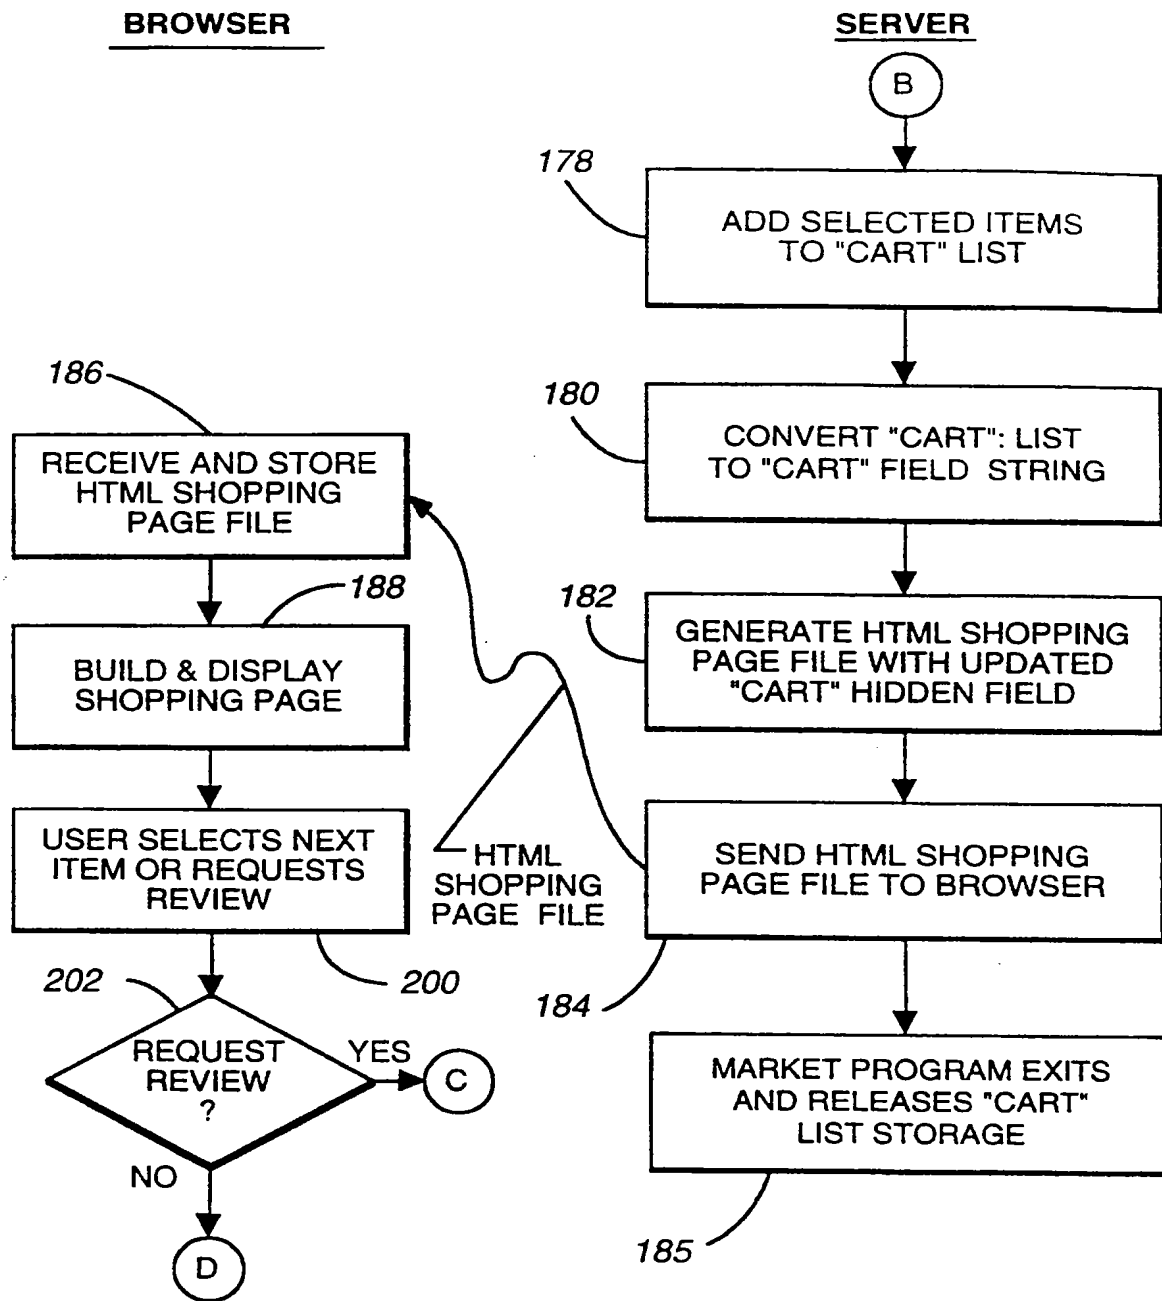 BROWSER
SERVER
B
178
ADD SELECTED ITEMS
TO "CART" LIST
186
180
RECEIVE AND STORE
HTML SHOPPING
PAGE FILE
CONVERT "CART": LIST
TO "CART" FIELD STRING
188
182
BUILD & DISPLAY
SHOPPING PAGE
GENERATE HTML SHOPPING
PAGE FILE WITH UPDATED
"CART" HIDDEN FIELD
USER SELECTS NEXT
ITEM OR REQUESTS
REVIEW
HTML
SHOPPING
PAGE FILE
SEND HTML SHOPPING
PAGE FILE TO BROWSER
202
200
184
REQUEST
REVIEW
?
YES
C
MARKET PROGRAM EXITS
AND RELEASES "CART"
LIST STORAGE
NO
D
185